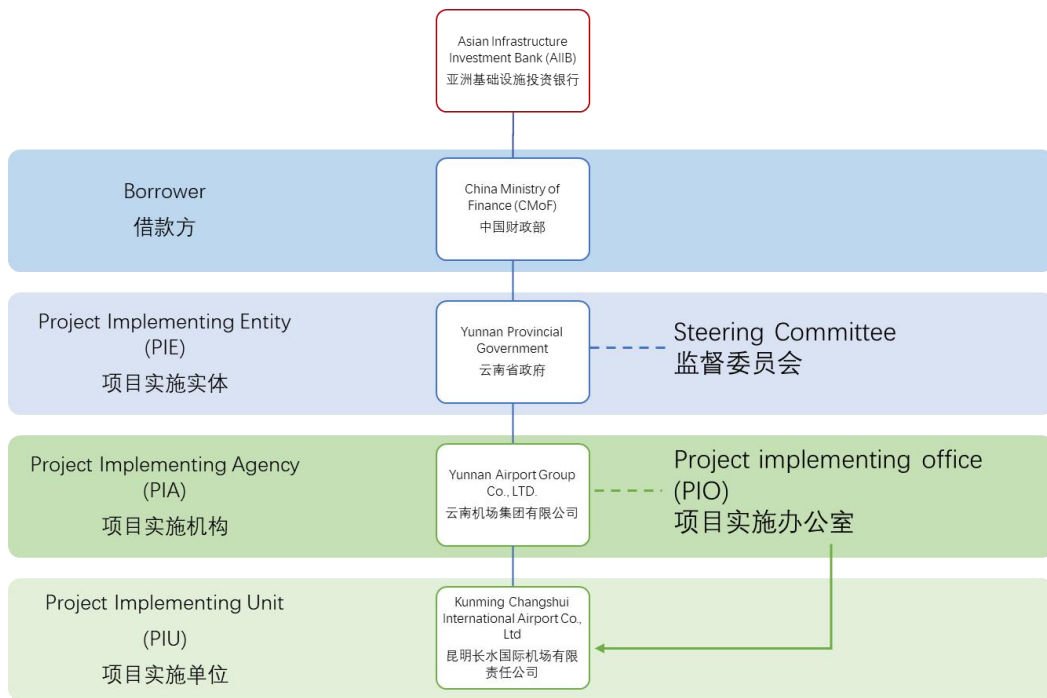 Asian Infrastructure
Investment Bank (AIIB)
亚洲基础设施投资银行
Borrower
借款方
China Ministry of
Finance (CMoF)
中国财政部
Project Implementing Entity
(PIE)
项目实施实体
Yunnan Provincial
Government
云南省政府
Steering Committee
监督委员会
Project Implementing Agency
(PIA)
项目实施机构
Yunnan Airport Group
Co., LTD.
云南机场集团有限公司
Project implementing office
(PIO)
项目实施办公室
Project Implementing Unit
(PIU)
项目实施单位
Kunming Changshui
International Airport Co.,
Ltd
昆明长水国际机场有限
责任公司